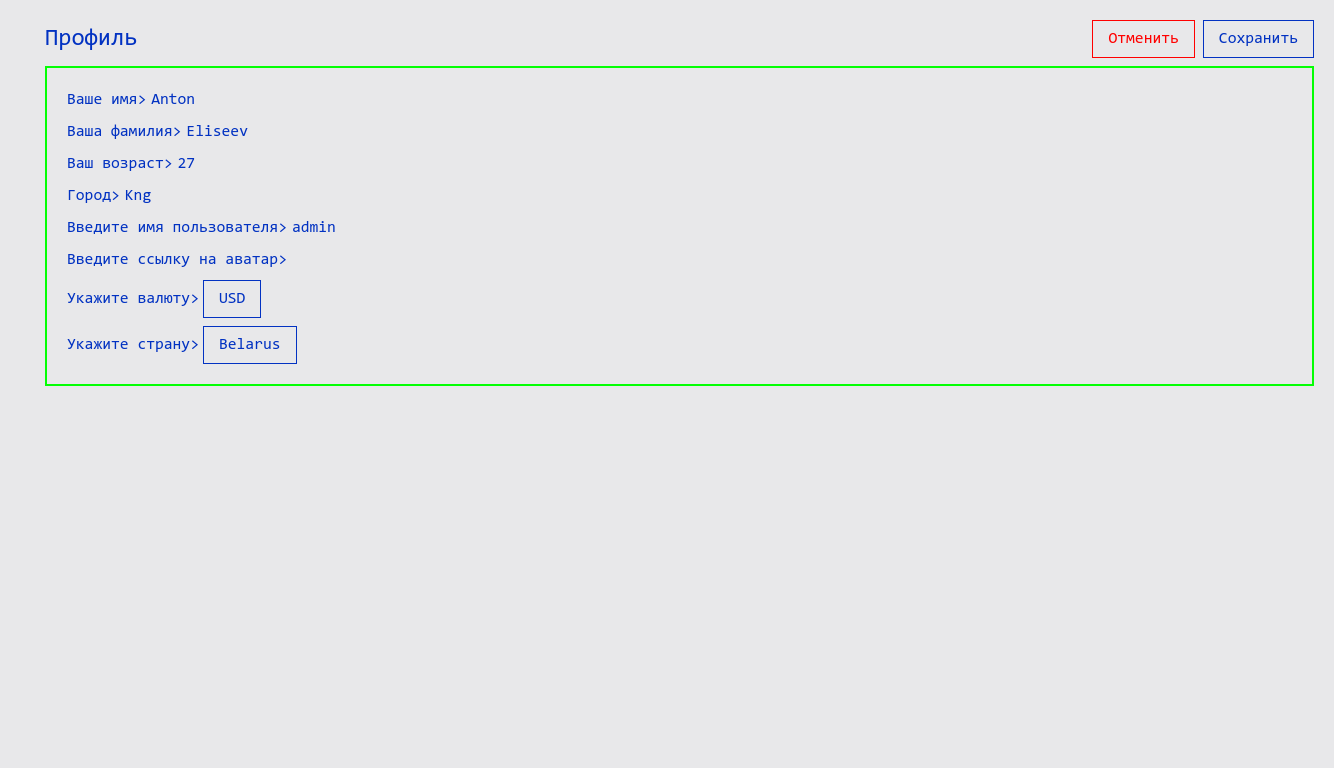 Профиль
Отменить
Сохранить
Ваше имя> Anton
Ваша фамилия> Eliseev
Ваш возраст> 27
Город> Kng
Введите имя пользователя> admin
Введите ссылку на аватар>
Укажите валюту> USD
Укажите страну> Belarus